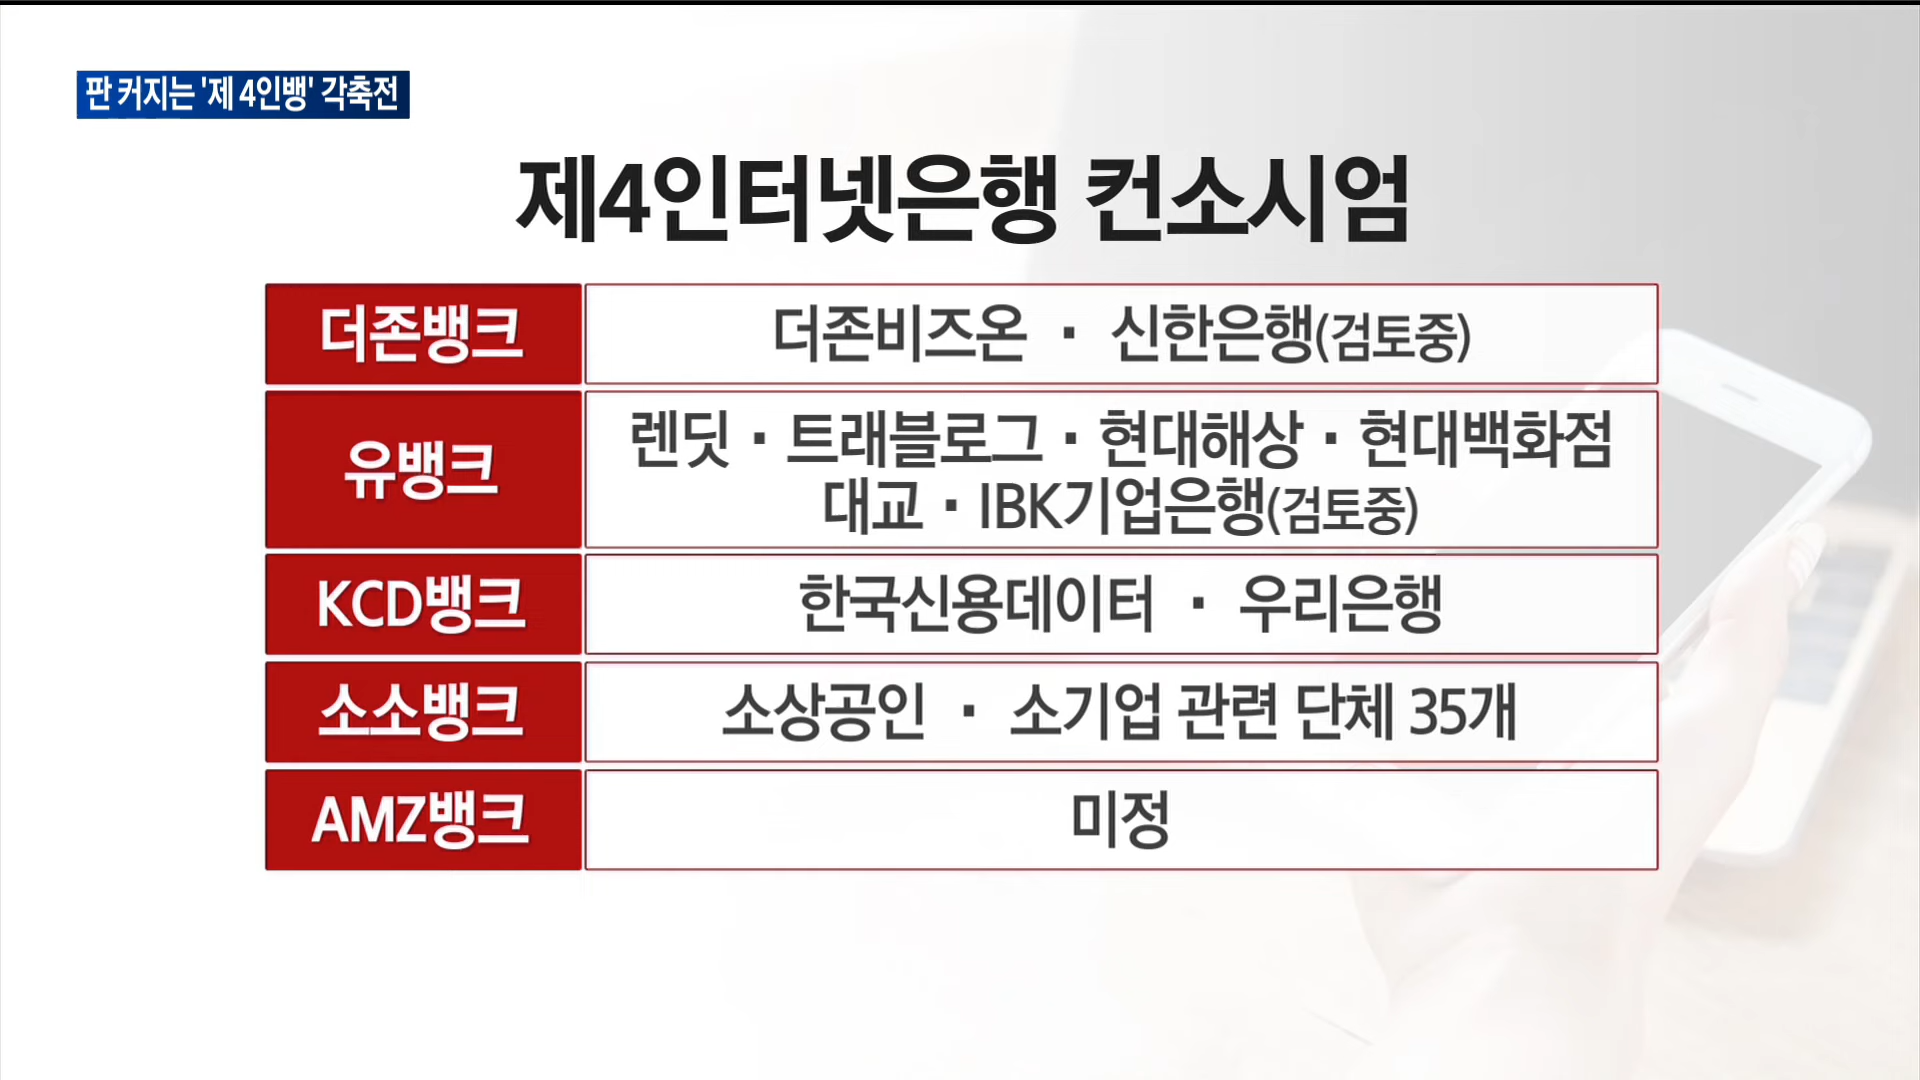 판 커지는 '제 4인뱅' 각축전
제4인터넷은행 컨소시엄
더존뱅크
더존비즈온 · 신한은행(검토중)
유뱅크
렌딧 · 트래블로그 · 현대해상 · 현대백화점
대교 · IBK기업은행(검토중)
KCD뱅크
한국신용데이터 · 우리은행
소소뱅크
소상공인 · 소기업 관련 단체 35개
AMZ뱅크
미정